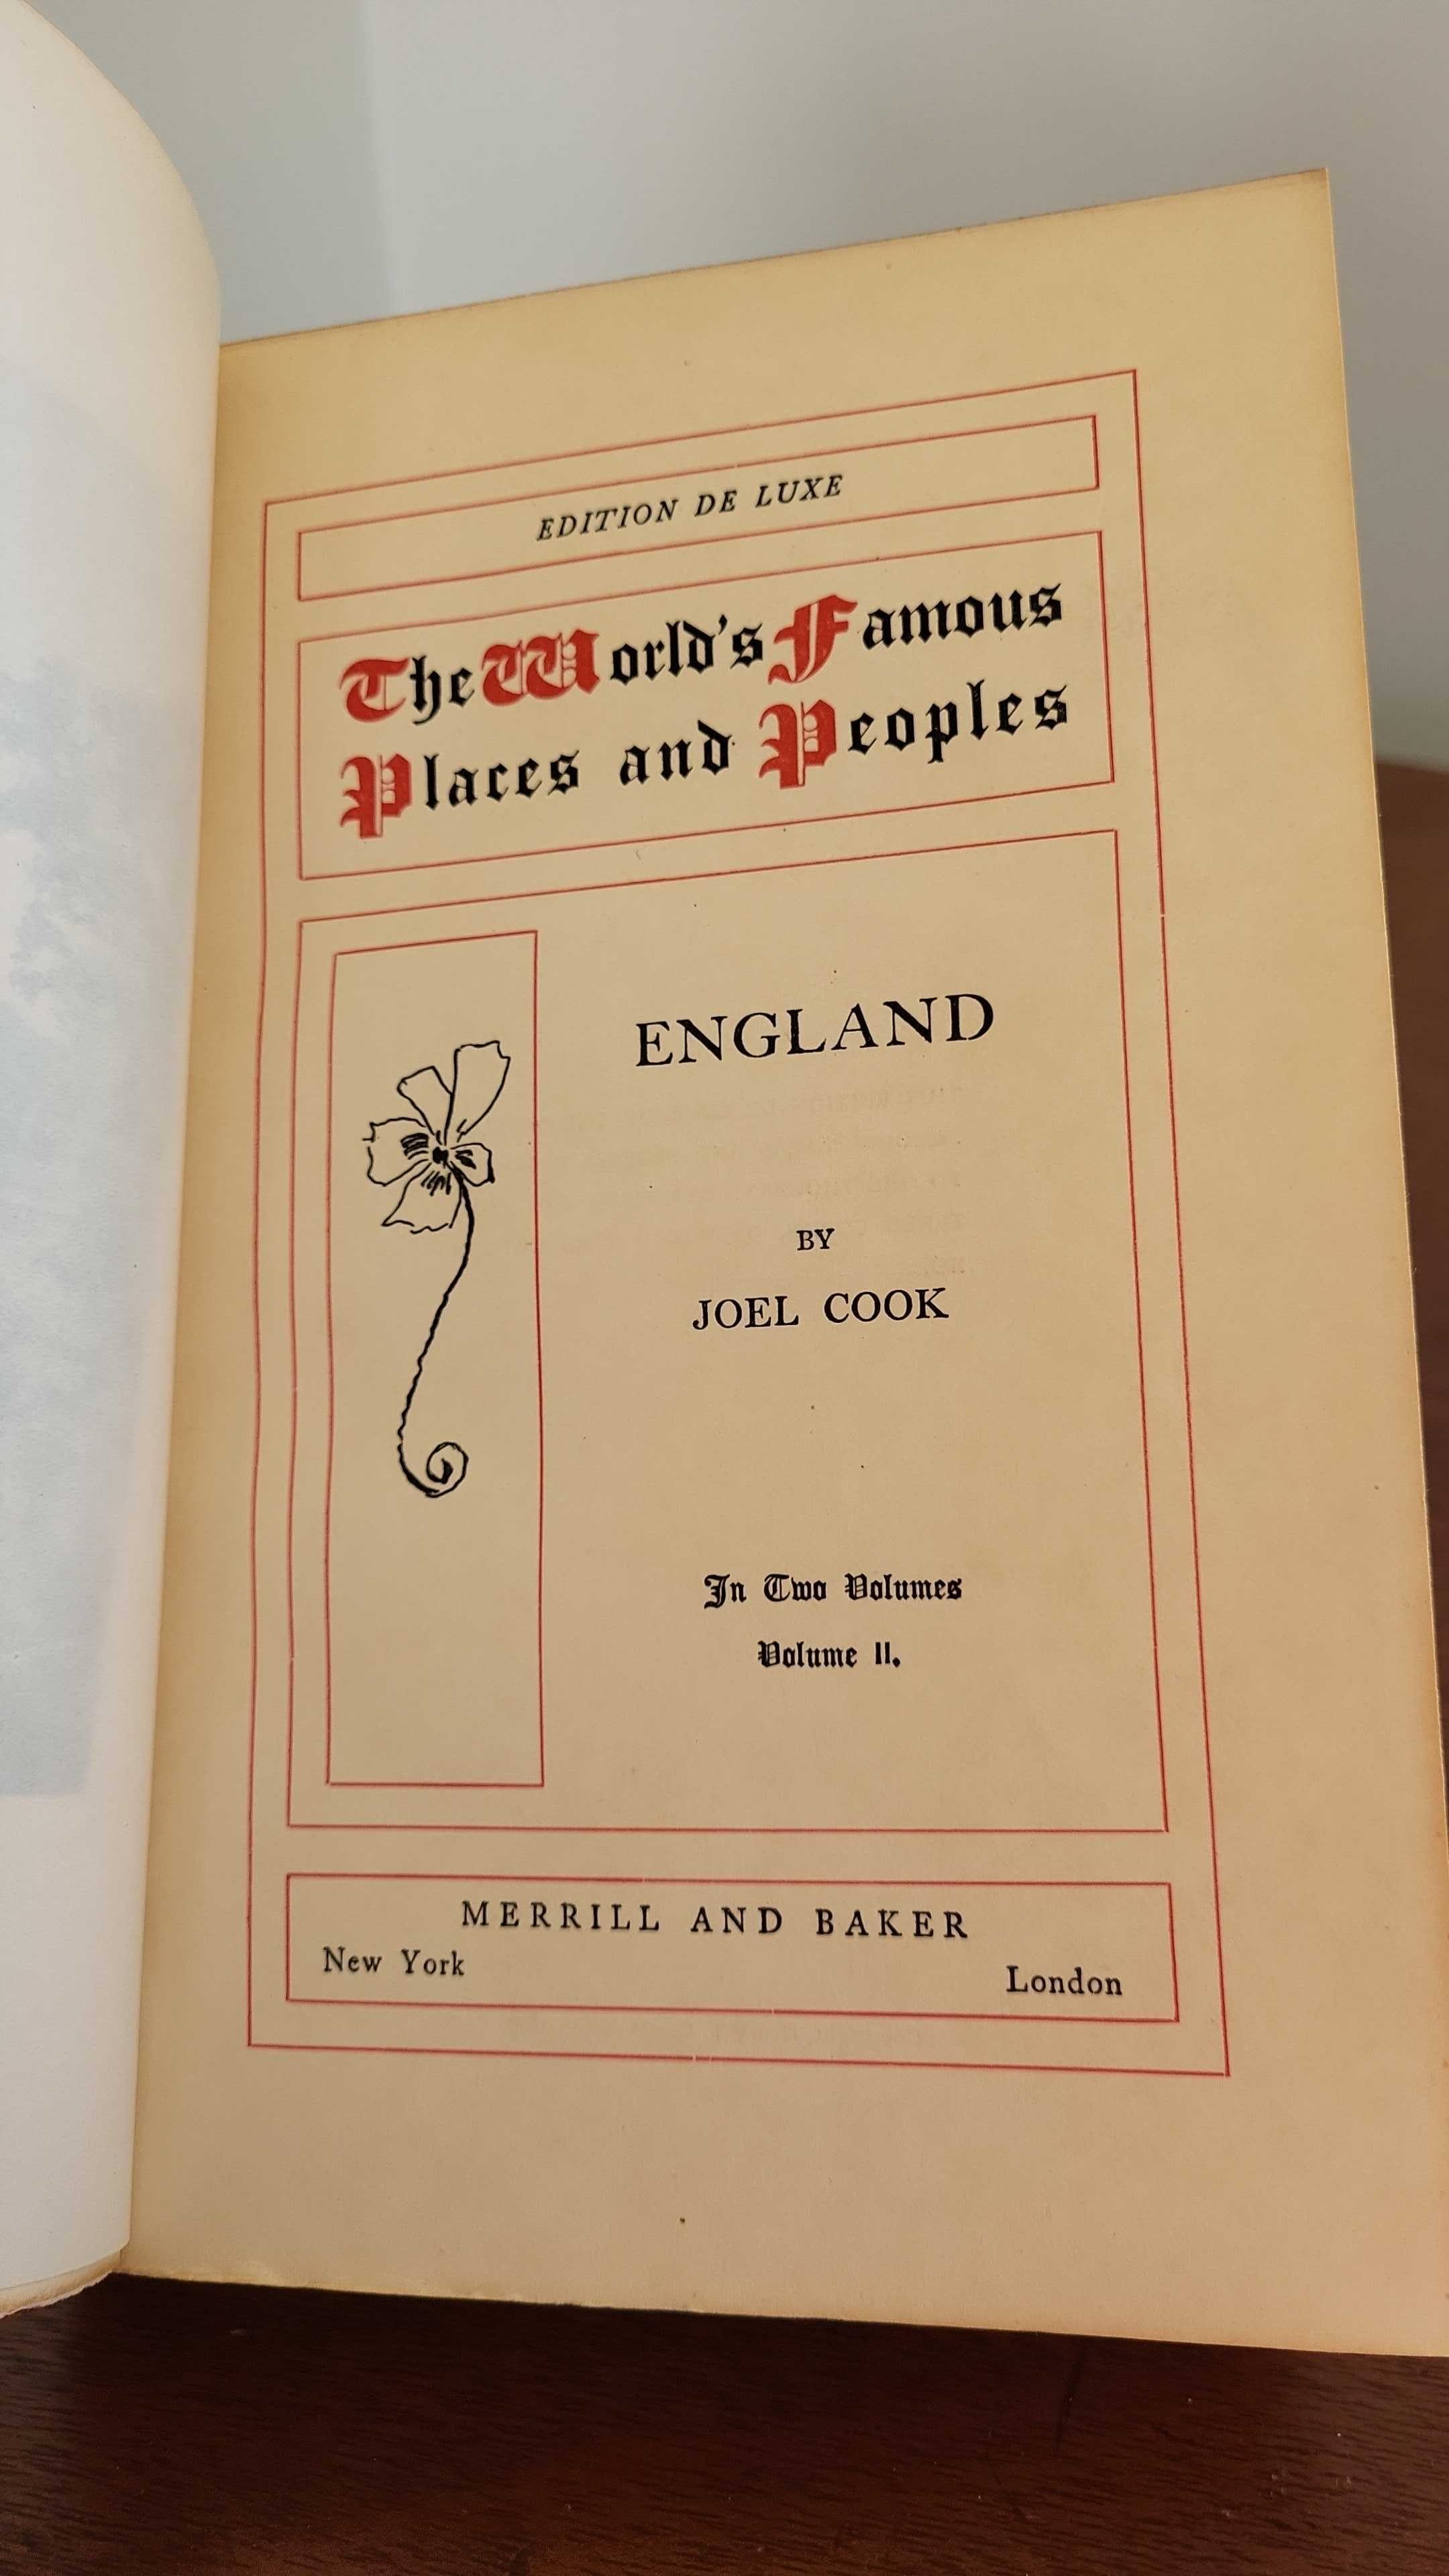 EDITION DE LUXE
The World's Famous
Places and Peoples
ENGLAND
BY
JOEL COOK
In Two Volumes
Volume II.
MERRILL AND BAKER
New York
London